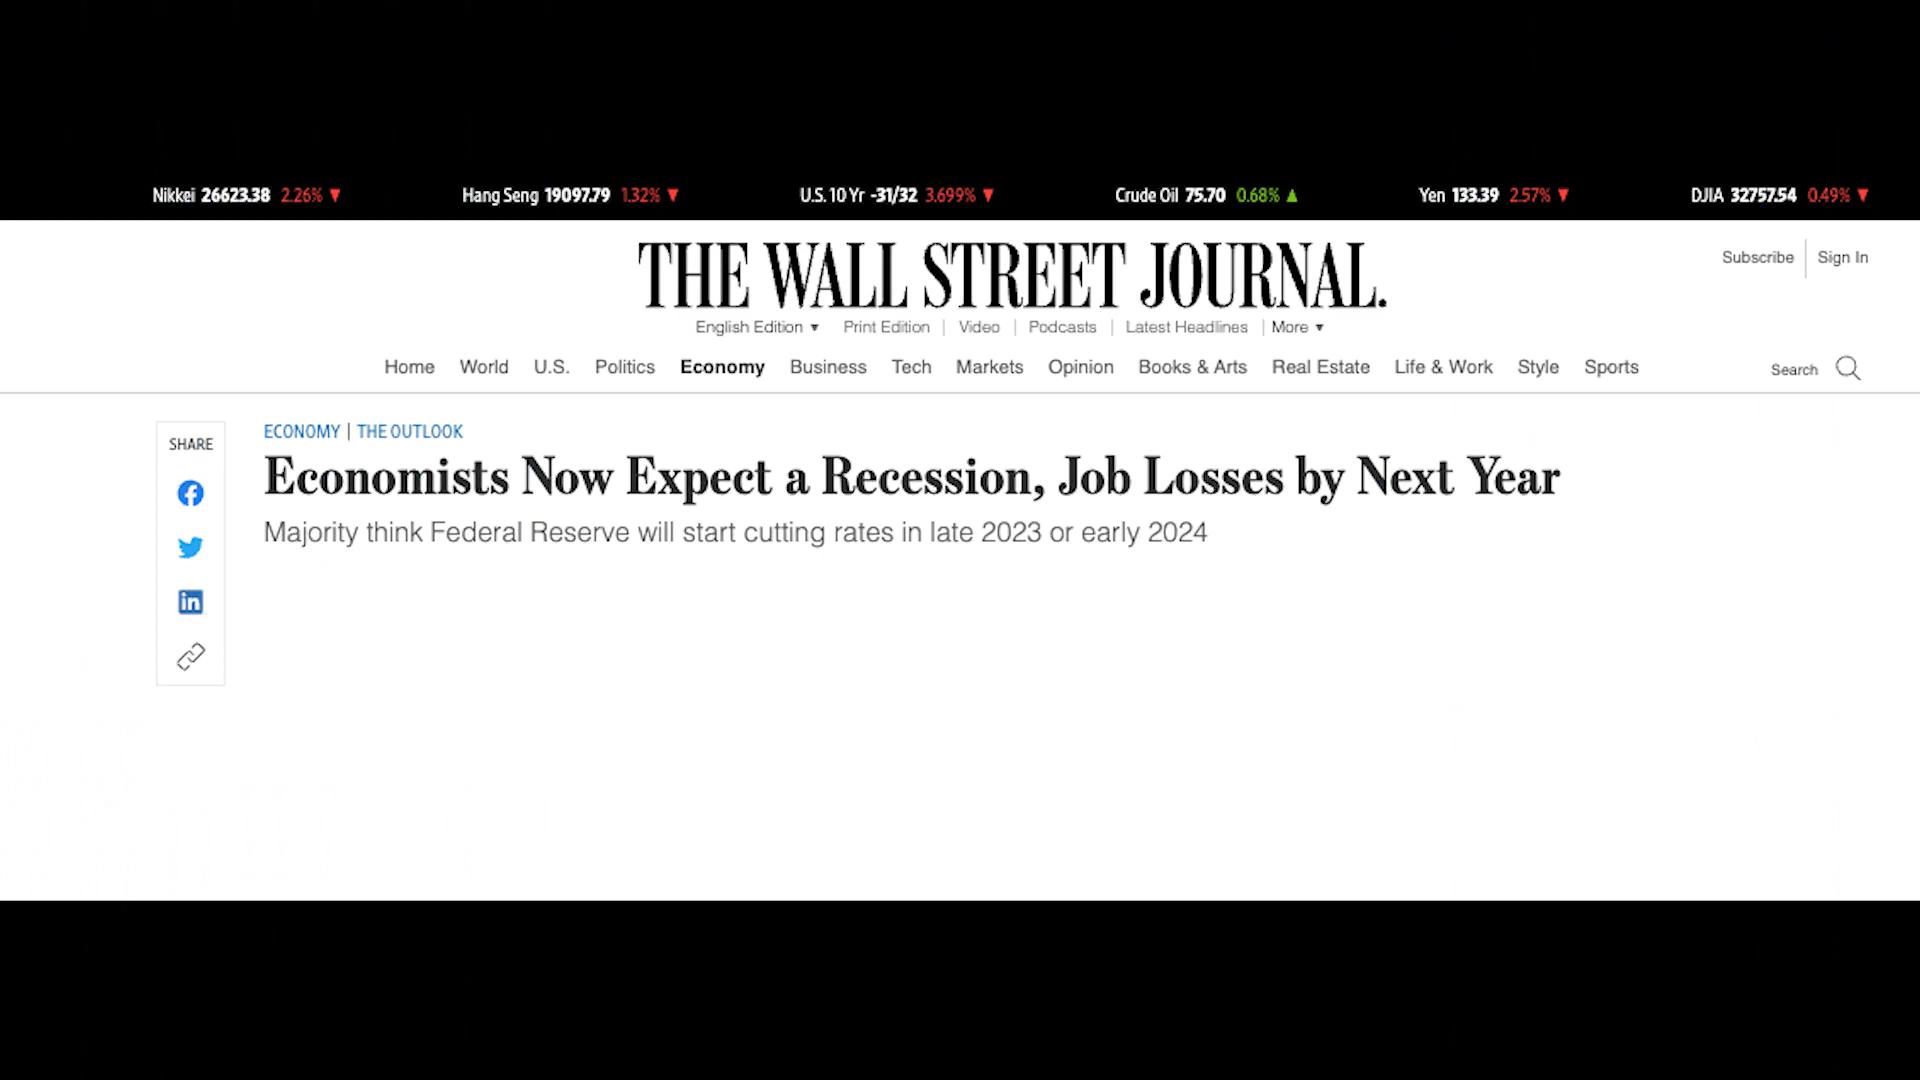 Nikkei 26623.38 2.26% ▼ Hang Seng 19097.79 1.32% ▼ U.S. 10 Yr -31/32 3.699% ▼ Crude Oil 75.70 0.68% ▲ Yen 133.39 2.57% ▼ DJIA 32757.54 0.49% ▼
THE WALL STREET JOURNAL.
Subscribe | Sign In
English Edition ▼ Print Edition | Video | Podcasts | Latest Headlines | More ▼
Home World U.S. Politics Economy Business Tech Markets Opinion Books & Arts Real Estate Life & Work Style Sports Search
SHARE
ECONOMY | THE OUTLOOK
Economists Now Expect a Recession, Job Losses by Next Year
Majority think Federal Reserve will start cutting rates in late 2023 or early 2024